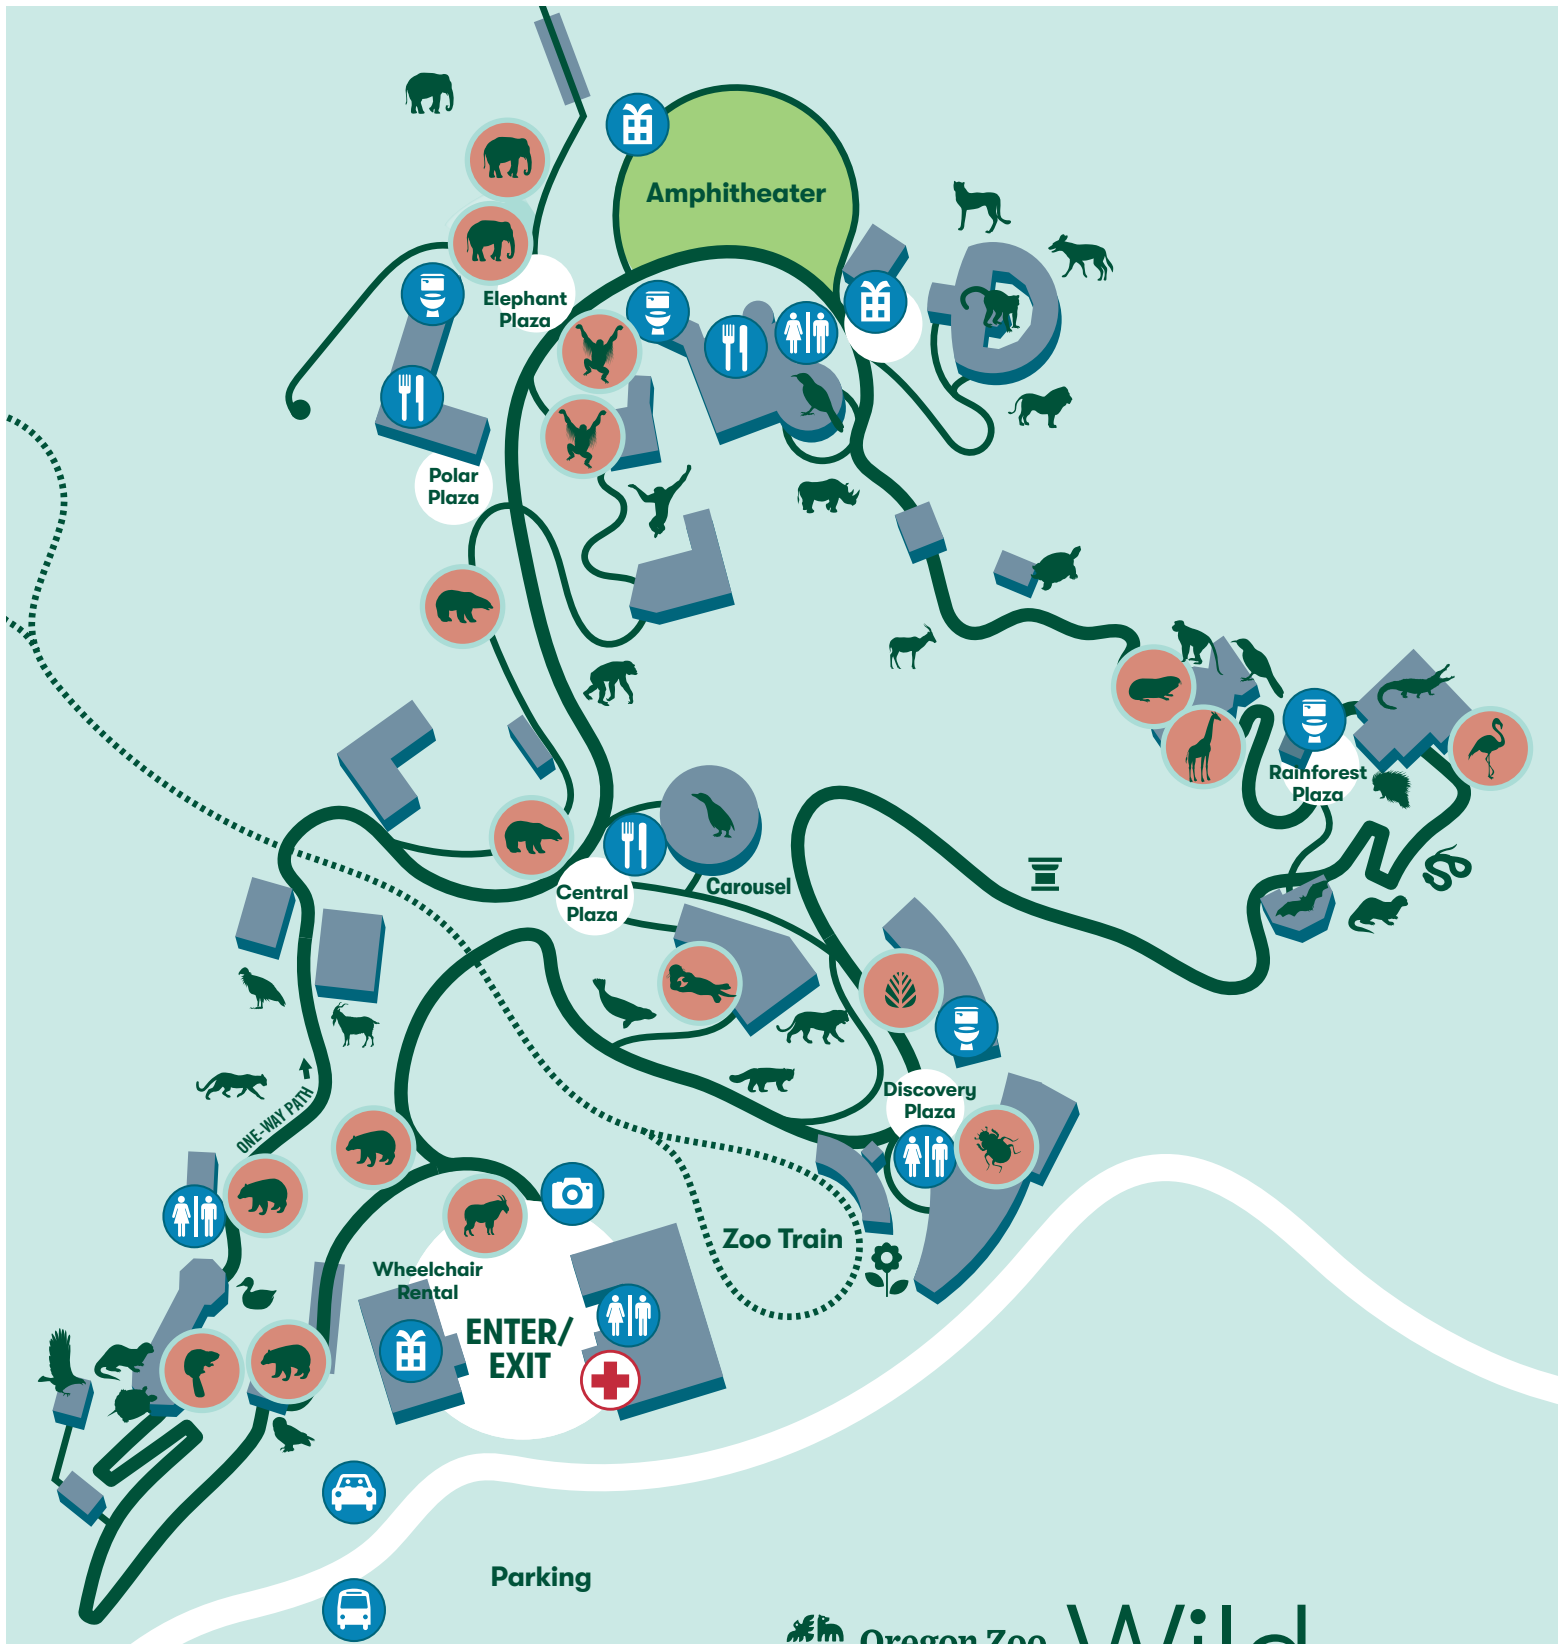 Amphitheater
Elephant
Plaza
Polar
Plaza
Rainforest
Plaza
Carousel
Central
Plaza
Discovery
Plaza
ONE-WAY PATH
Zoo Train
Wheelchair
Rental
ENTER/
EXIT
Parking
Oregon Zoo
Wild